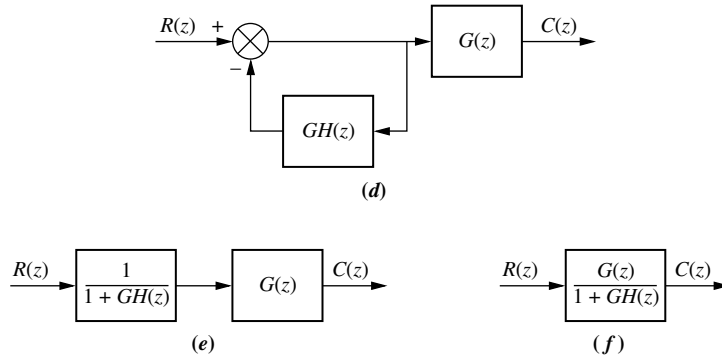 R(z) + G(z) C(z)
−
GH(z)
(d)
R(z) 1 / 1 + GH(z) G(z) C(z)
(e)
R(z) G(z) / 1 + GH(z) C(z)
(f)